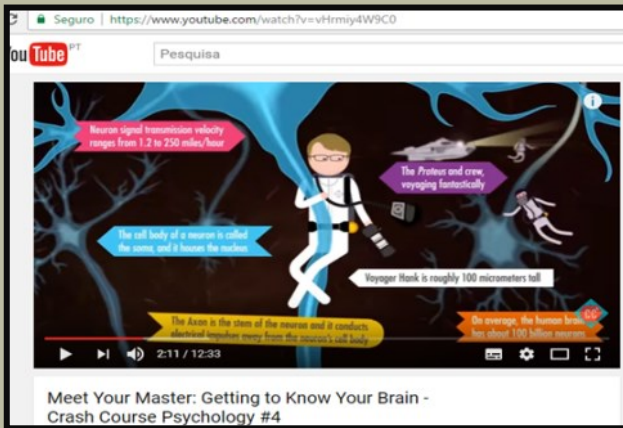 Seguro | https://www.youtube.com/watch?v=vHrmiy4W9C0
You Tube PT
Pesquisa
Neuron signal transmission velocity
ranges from 1.2 to 250 miles/hour
The Proteus and crew,
voyaging fantastically
The cell body of a neuron is called
the soma, and it houses the nucleus
Voyager Hank is roughly 100 micrometers tall
The Axon is the stem of the neuron and it conducts
electrical impulses away from the neuron's cell body
On average, the human brain
has about 100 billion neurons
CC
2:11 / 12:33
Meet Your Master: Getting to Know Your Brain -
Crash Course Psychology #4